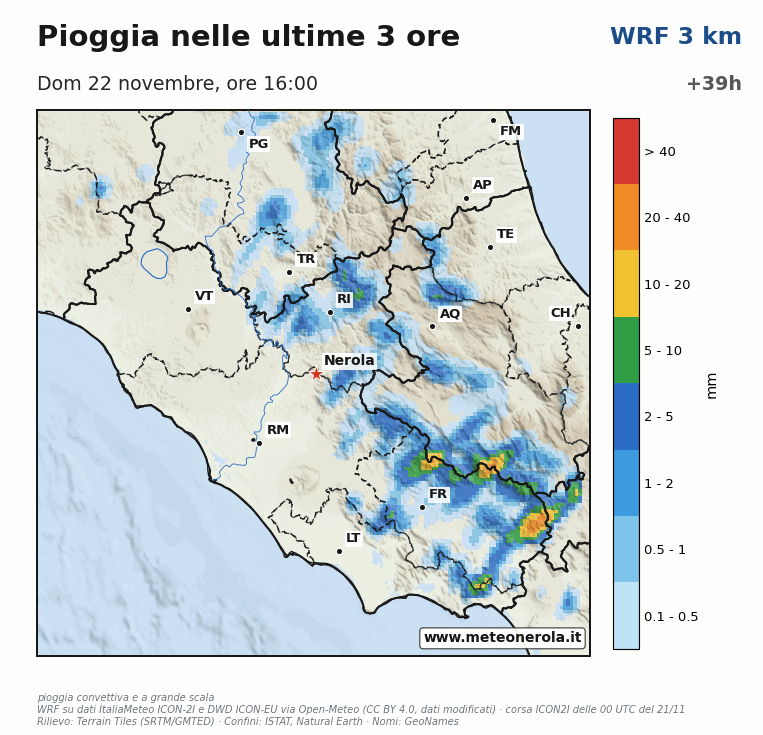 Pioggia nelle ultime 3 ore
WRF 3 km
Dom 22 novembre, ore 16:00
+39h
FM
PG
AP
TE
TR
VT
RI
AQ
CH
Nerola
RM
FR
LT
www.meteonerola.it
> 40
20 - 40
10 - 20
5 - 10
2 - 5
1 - 2
0.5 - 1
0.1 - 0.5
mm
pioggia convettiva e a grande scala
WRF su dati ItaliaMeteo ICON-2I e DWD ICON-EU via Open-Meteo (CC BY 4.0, dati modificati) · corsa ICON2I delle 00 UTC del 21/11
Rilievo: Terrain Tiles (SRTM/GMTED) · Confini: ISTAT, Natural Earth · Nomi: GeoNames